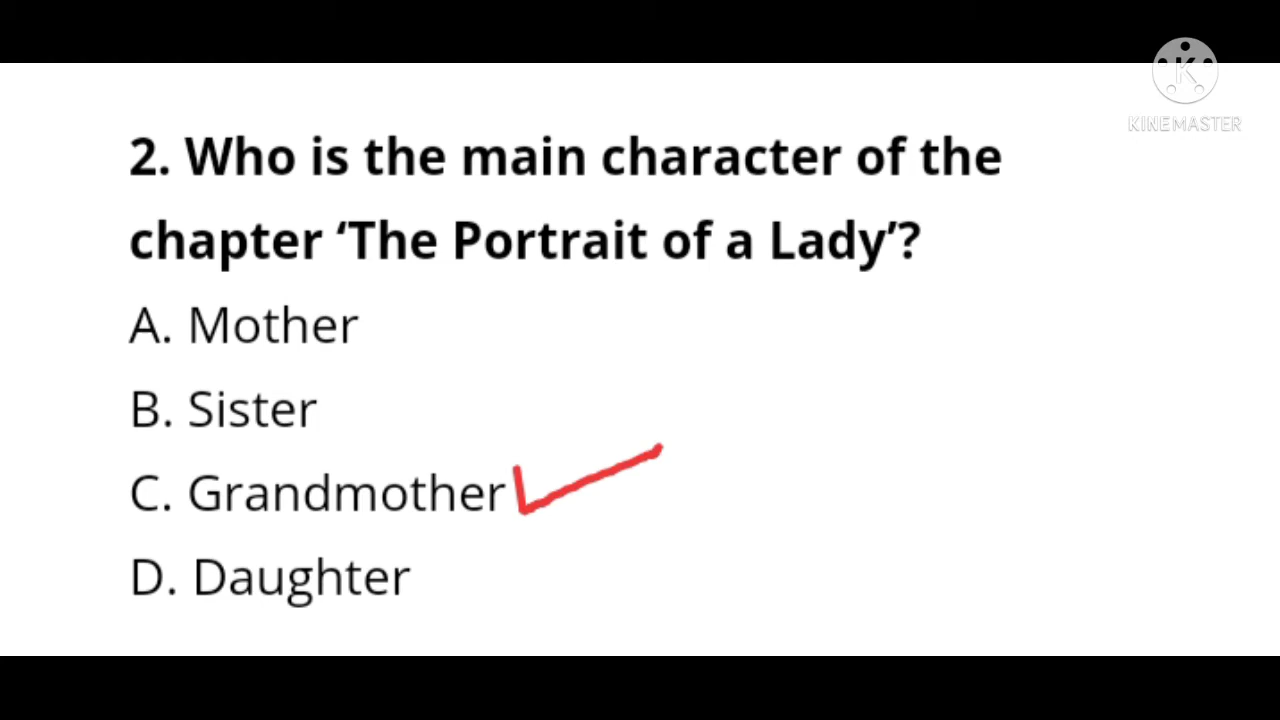 K
KINEMASTER
2. Who is the main character of the
chapter ‘The Portrait of a Lady’?
A. Mother
B. Sister
C. Grandmother
D. Daughter